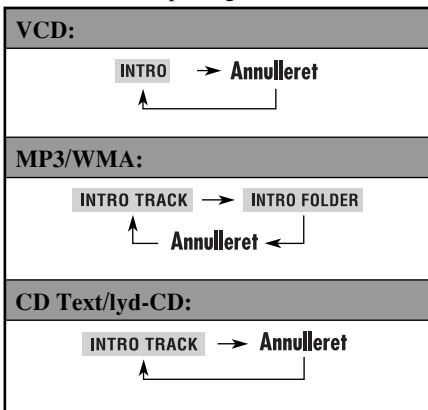 VCD:
INTRO → Annulleret
MP3/WMA:
INTRO TRACK → INTRO FOLDER
Annulleret
CD Text/lyd-CD:
INTRO TRACK → Annulleret